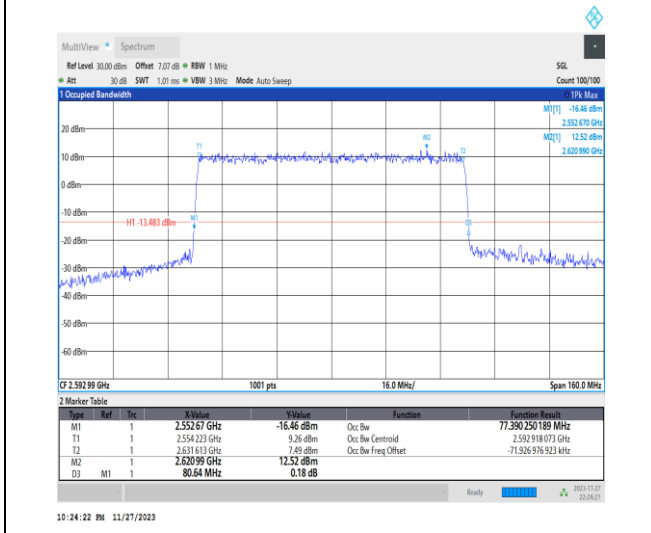 MultiView Spectrum
Ref Level 30.00 dBm Offset 7.07 dB RBW 1 MHz SGL
Att 30 dB SWT 1.01 ms VBW 3 MHz Mode Auto Sweep Count 100/100
1 Occupied Bandwidth 1Pk Max
M1[1] -16.46 dBm
2.552 670 GHz
20 dBm M2[1] 12.52 dBm
2.620 990 GHz
T1 M2 T2
10 dBm
0 dBm
-10 dBm
H1 -13.483 dBm M1 D3
-20 dBm
-30 dBm
-40 dBm
-50 dBm
-60 dBm
CF 2.592 99 GHz 1001 pts 16.0 MHz/ Span 160.0 MHz
2 Marker Table
Type Ref Trc X-Value Y-Value Function Function Result
M1 1 2.552 67 GHz -16.46 dBm Occ Bw 77.390 250 189 MHz
T1 1 2.554 223 GHz 9.26 dBm Occ Bw Centroid 2.592 918 073 GHz
T2 1 2.631 613 GHz 7.49 dBm Occ Bw Freq Offset -71.926 976 923 kHz
M2 1 2.620 99 GHz 12.52 dBm
D3 M1 1 80.64 MHz 0.18 dB
Ready 2023-11-27
22:24:21
10:24:22 PM 11/27/2023